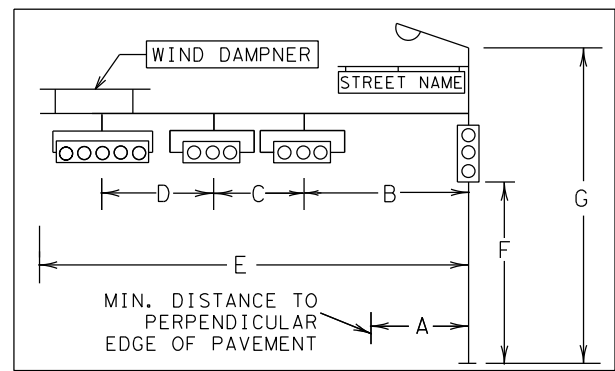 WIND DAMPNER
STREET NAME
D
C
B
G
F
E
MIN. DISTANCE TO
PERPENDICULAR
EDGE OF PAVEMENT
A